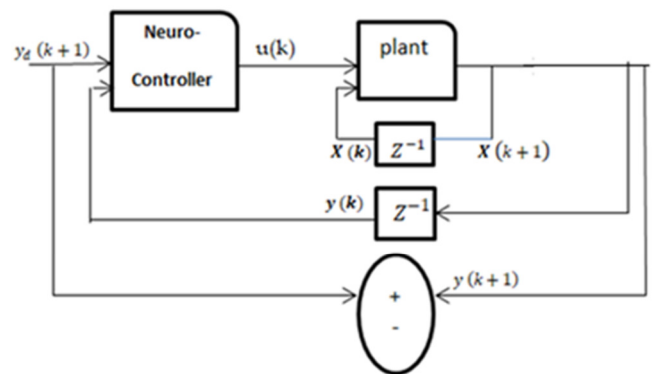 Neuro-
Controller
y_d (k+1)
u(k)
plant
X(k)
Z⁻¹
X(k+1)
y(k)
Z⁻¹
y(k+1)
+
-